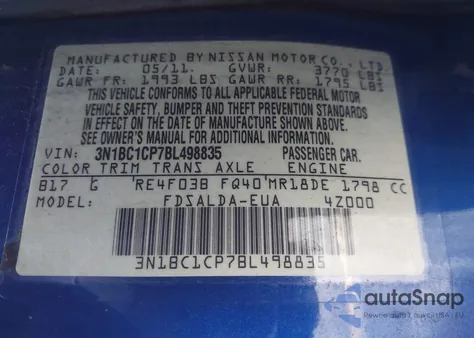 MANUFACTURED BY NISSAN MOTOR CO., LTD.
DATE: 05/11. GVWR: 3770 LBS
GAWR FR: 1993 LBS GAWR RR: 1795 LBS
THIS VEHICLE CONFORMS TO ALL APPLICABLE FEDERAL MOTOR
VEHICLE SAFETY, BUMPER AND THEFT PREVENTION STANDARDS
IN EFFECT ON THE DATE OF MANUFACTURE SHOWN ABOVE.
SEE OWNER'S MANUAL FOR ADDITIONAL INFORMATION.
VIN: 3N1BC1CP7BL498835 PASSENGER CAR.
COLOR TRIM TRANS AXLE ENGINE
B17 G RE4F03B FQ40 MR18DE 1798 CC
MODEL: FDSALDA-EUA 4Z000
3N1BC1CP7BL498835
autoSnap